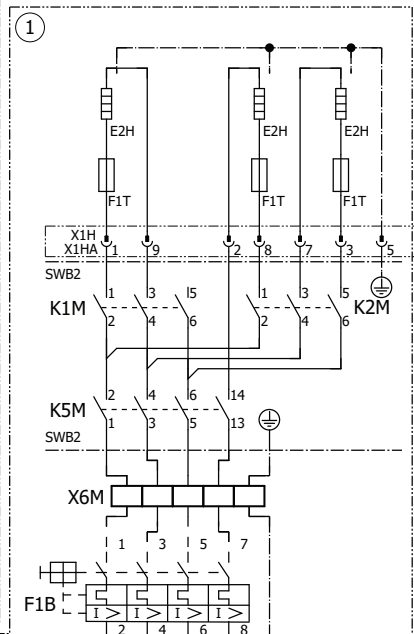 1
E2H E2H E2H
F1T F1T F1T
X1H
X1HA 1 9 2 8 7 3 5
SWB2
1 3 5 1 3 5
K1M K2M
2 4 6 2 4 6
2 4 6 14
K5M
1 3 5 13
SWB2
X6M
1 3 5 7
F1B
I > I > I > I >
2 4 6 8